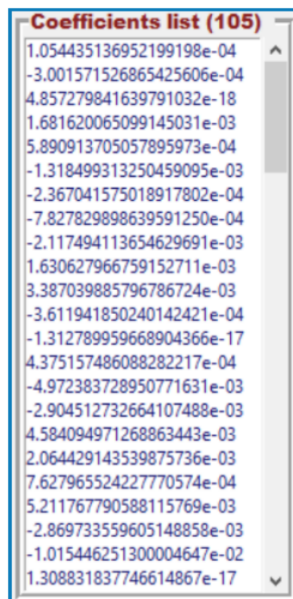 Coefficients list (105)
1.054435136952199198e-04
-3.001571526865425606e-04
4.857279841639791032e-18
1.681620065099145031e-03
5.890913705057895973e-04
-1.318499313250459095e-03
-2.367041575018917802e-04
-7.827829898639591250e-04
-2.117494113654629691e-03
1.630627966759152711e-03
3.387039885796786724e-03
-3.611941850240142421e-04
-1.312789959668904366e-17
4.375157486088282217e-04
-4.972383728950771631e-03
-2.904512732664107488e-03
4.584094971268863443e-03
2.064429143539875736e-03
7.627965524227770574e-04
5.211767790588115769e-03
-2.869733559605148858e-03
-1.015446251300004647e-02
1.308831837746614867e-17